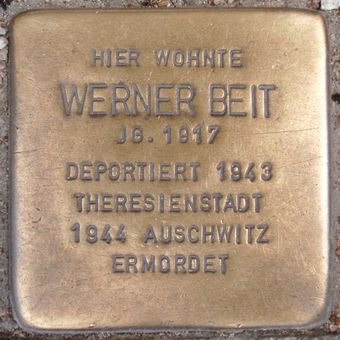 HIER WOHNTE
WERNER BEIT
JG. 1917
DEPORTIERT 1943
THERESIENSTADT
1944 AUSCHWITZ
ERMORDET